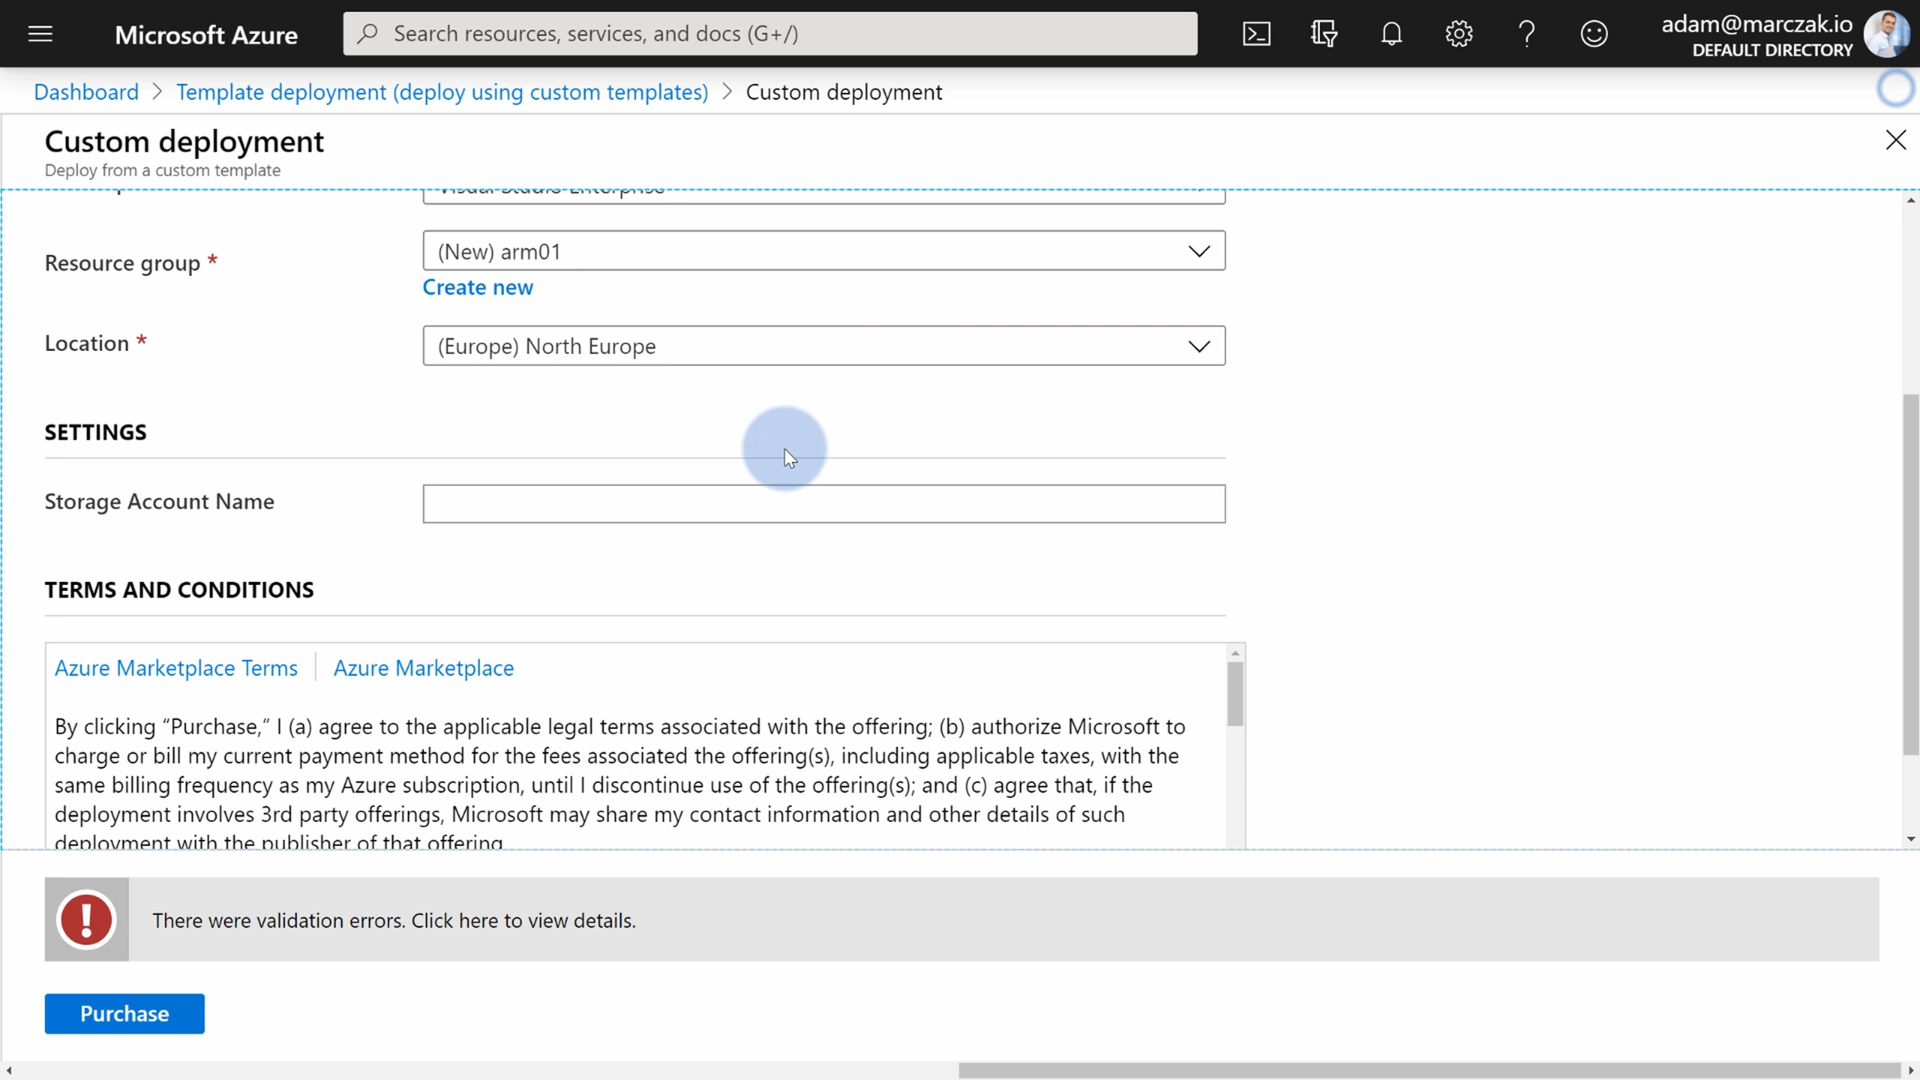 Microsoft Azure
Search resources, services, and docs (G+/)
adam@marczak.io
DEFAULT DIRECTORY
Dashboard > Template deployment (deploy using custom templates) > Custom deployment
Custom deployment
Deploy from a custom template
Visual Studio Enterprise
Resource group *
(New) arm01
Create new
Location *
(Europe) North Europe
SETTINGS
Storage Account Name
TERMS AND CONDITIONS
Azure Marketplace Terms | Azure Marketplace
By clicking “Purchase,” I (a) agree to the applicable legal terms associated with the offering; (b) authorize Microsoft to
charge or bill my current payment method for the fees associated the offering(s), including applicable taxes, with the
same billing frequency as my Azure subscription, until I discontinue use of the offering(s); and (c) agree that, if the
deployment involves 3rd party offerings, Microsoft may share my contact information and other details of such
deployment with the publisher of that offering.
There were validation errors. Click here to view details.
Purchase